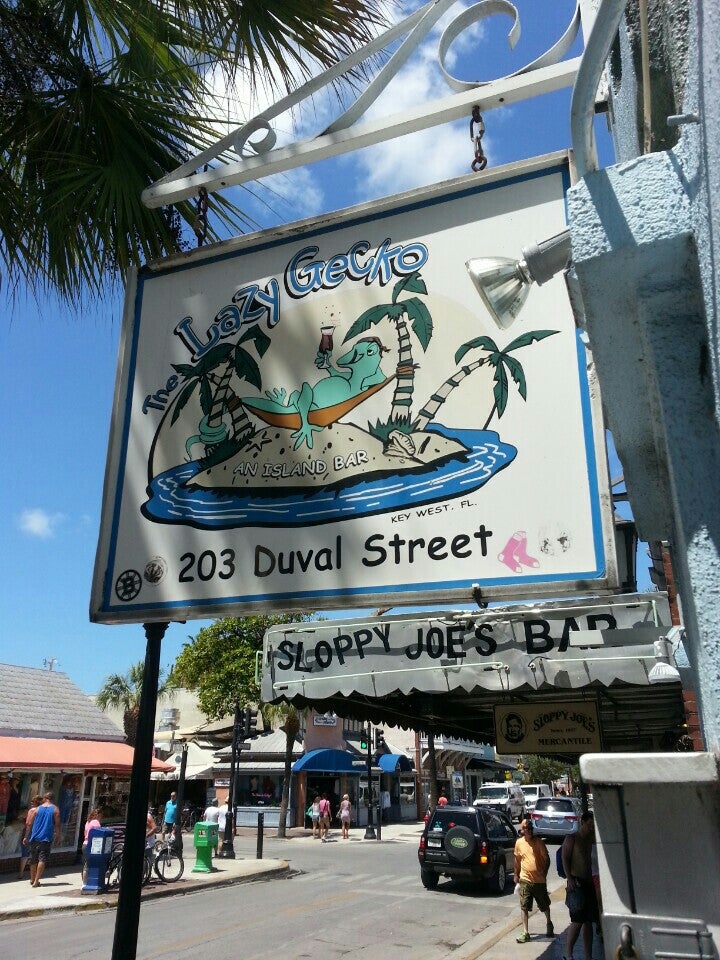 The Lazy Gecko
AN ISLAND BAR
KEY WEST, FL.
203 Duval Street
SLOPPY JOE'S BAR
SLOPPY JOE'S
MERCANTILE